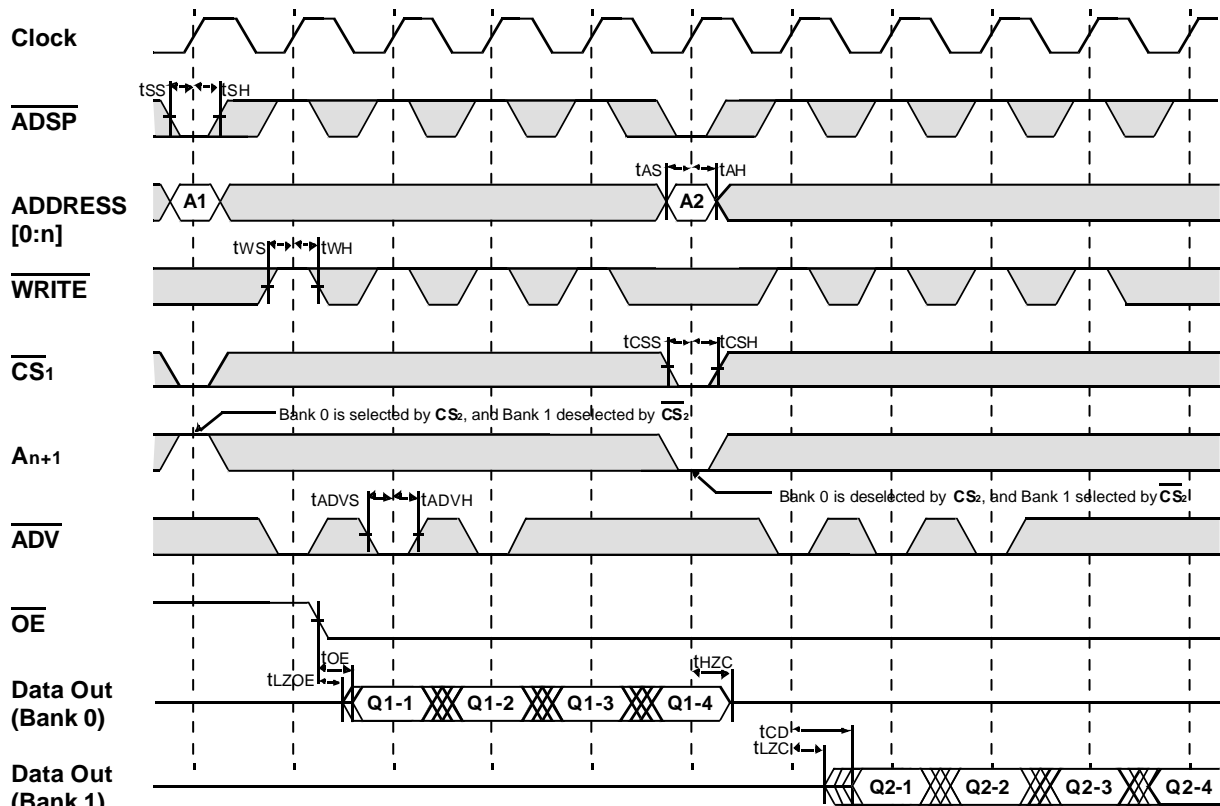 Clock
tSS tSH
ADSP
tAS tAH
ADDRESS A1 A2
[0:n]
tWS tWH
WRITE
tCSS tCSH
CS1
Bank 0 is selected by CS2, and Bank 1 deselected by CS2
An+1
Bank 0 is deselected by CS2, and Bank 1 selected by CS2
tADVS tADVH
ADV
OE
tOE tHZC
tLZOE
Data Out Q1-1 Q1-2 Q1-3 Q1-4
(Bank 0)
tCD
tLZC
Data Out Q2-1 Q2-2 Q2-3 Q2-4
(Bank 1)